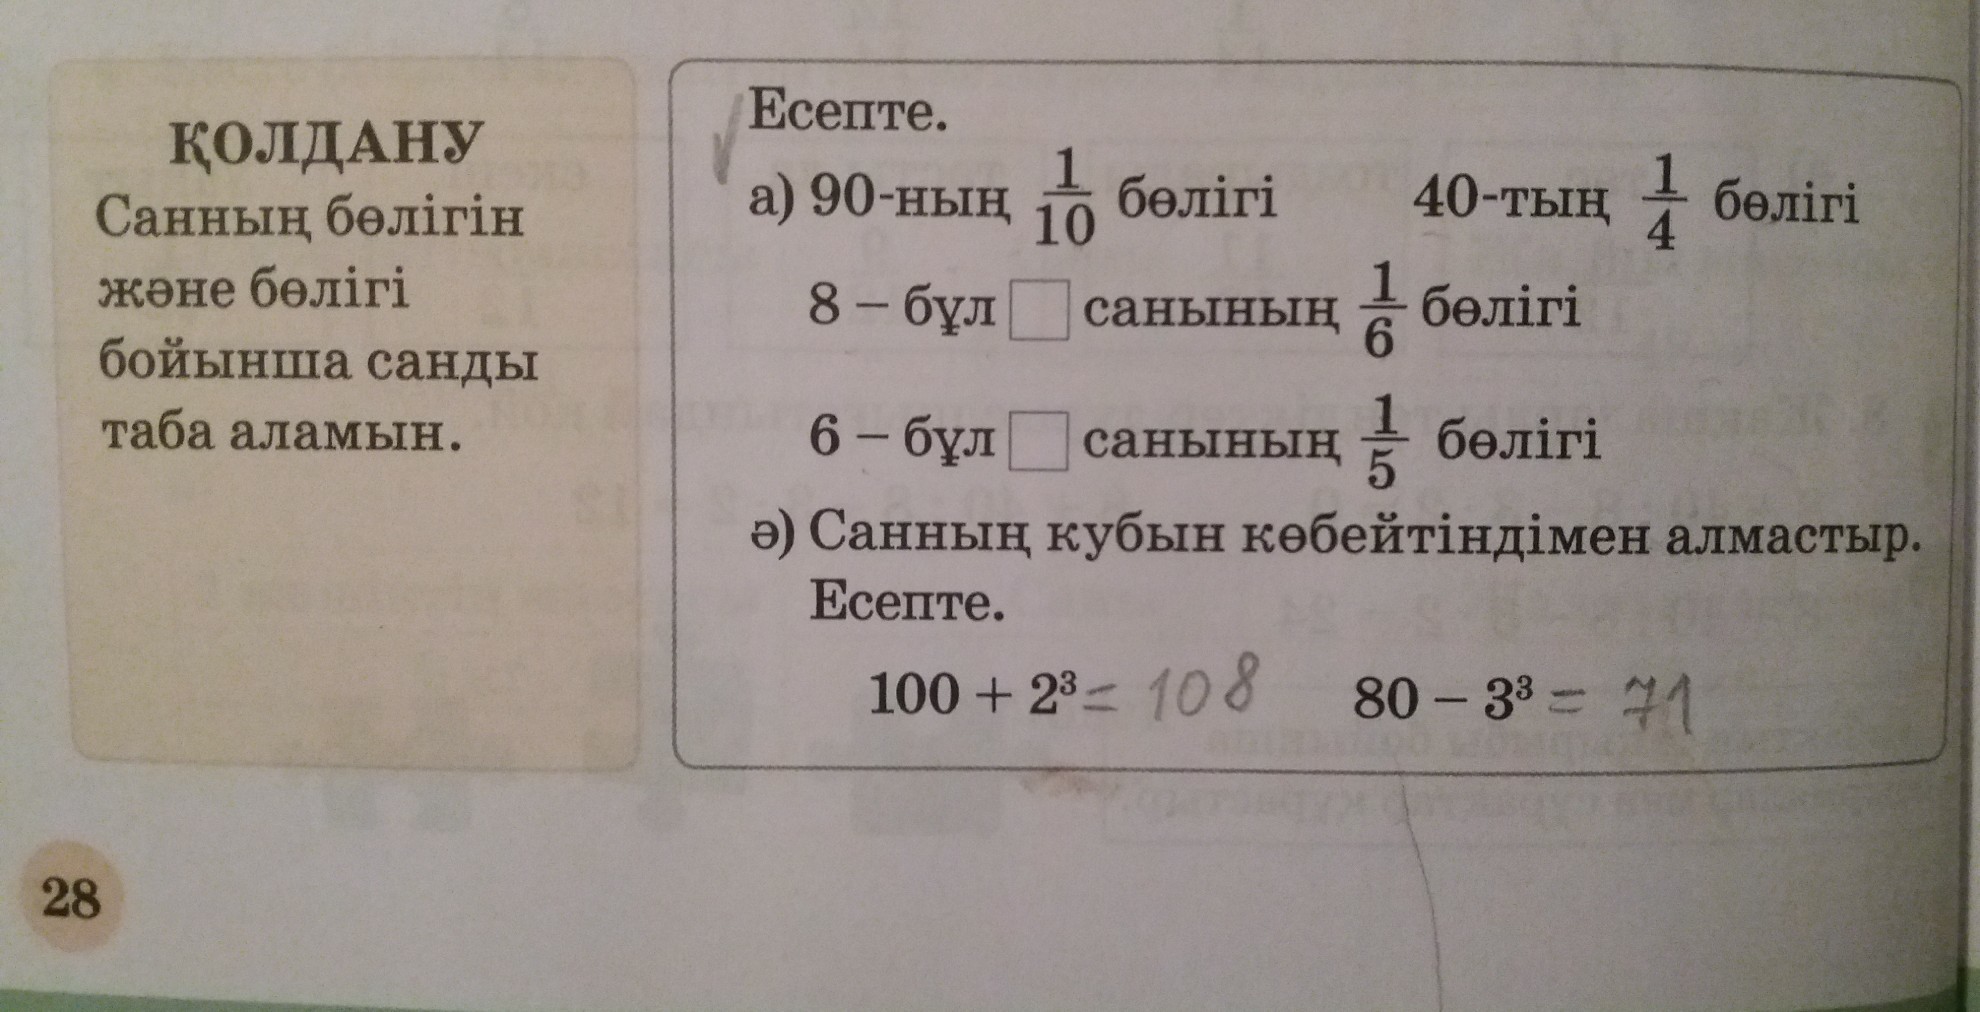 ҚОЛДАНУ
Санның бөлігін
және бөлігі
бойынша санды
таба аламын.
Есепте.
а) 90-ның 1/10 бөлігі 40-тың 1/4 бөлігі
8 – бұл □ санының 1/6 бөлігі
6 – бұл □ санының 1/5 бөлігі
ә) Санның кубын көбейтіндімен алмастыр.
Есепте.
100 + 2³ = 108 80 – 3³ = 71
28